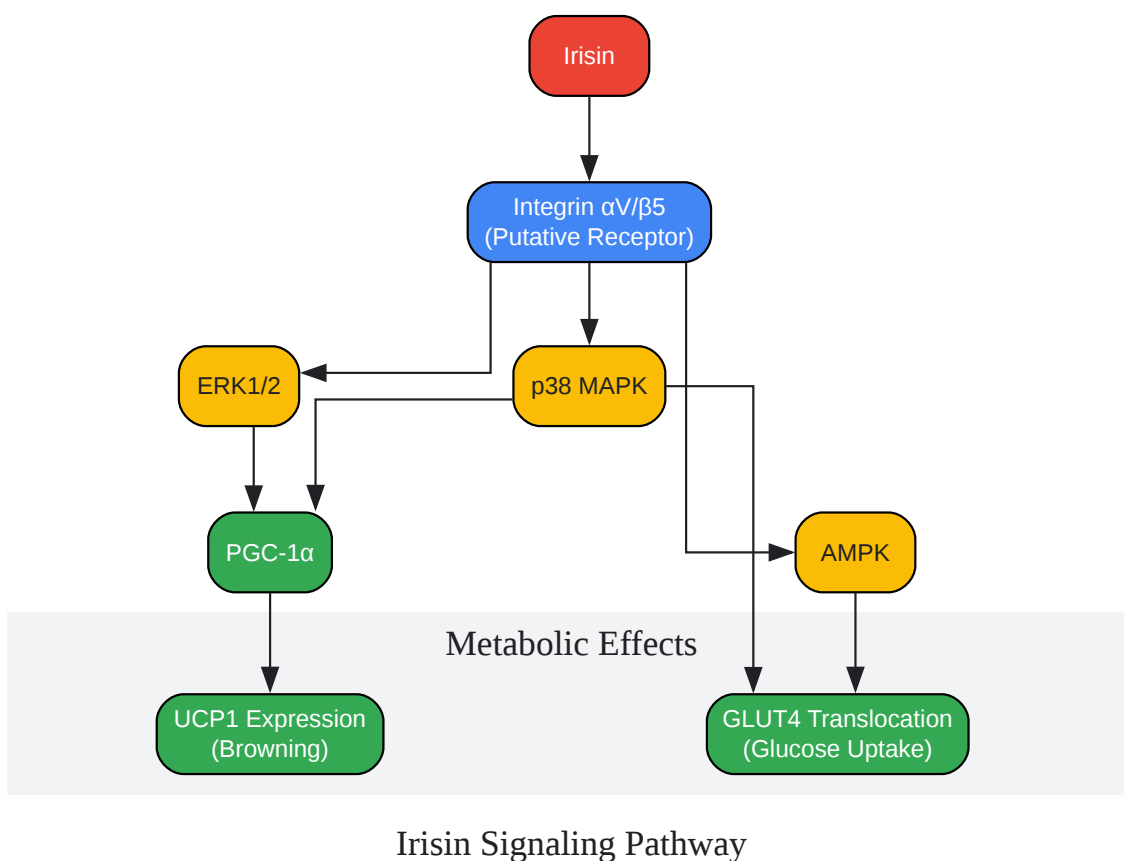 Irisin
Integrin αV/β5
(Putative Receptor)
ERK1/2
p38 MAPK
PGC-1α
AMPK
Metabolic Effects
UCP1 Expression
(Browning)
GLUT4 Translocation
(Glucose Uptake)
Irisin Signaling Pathway